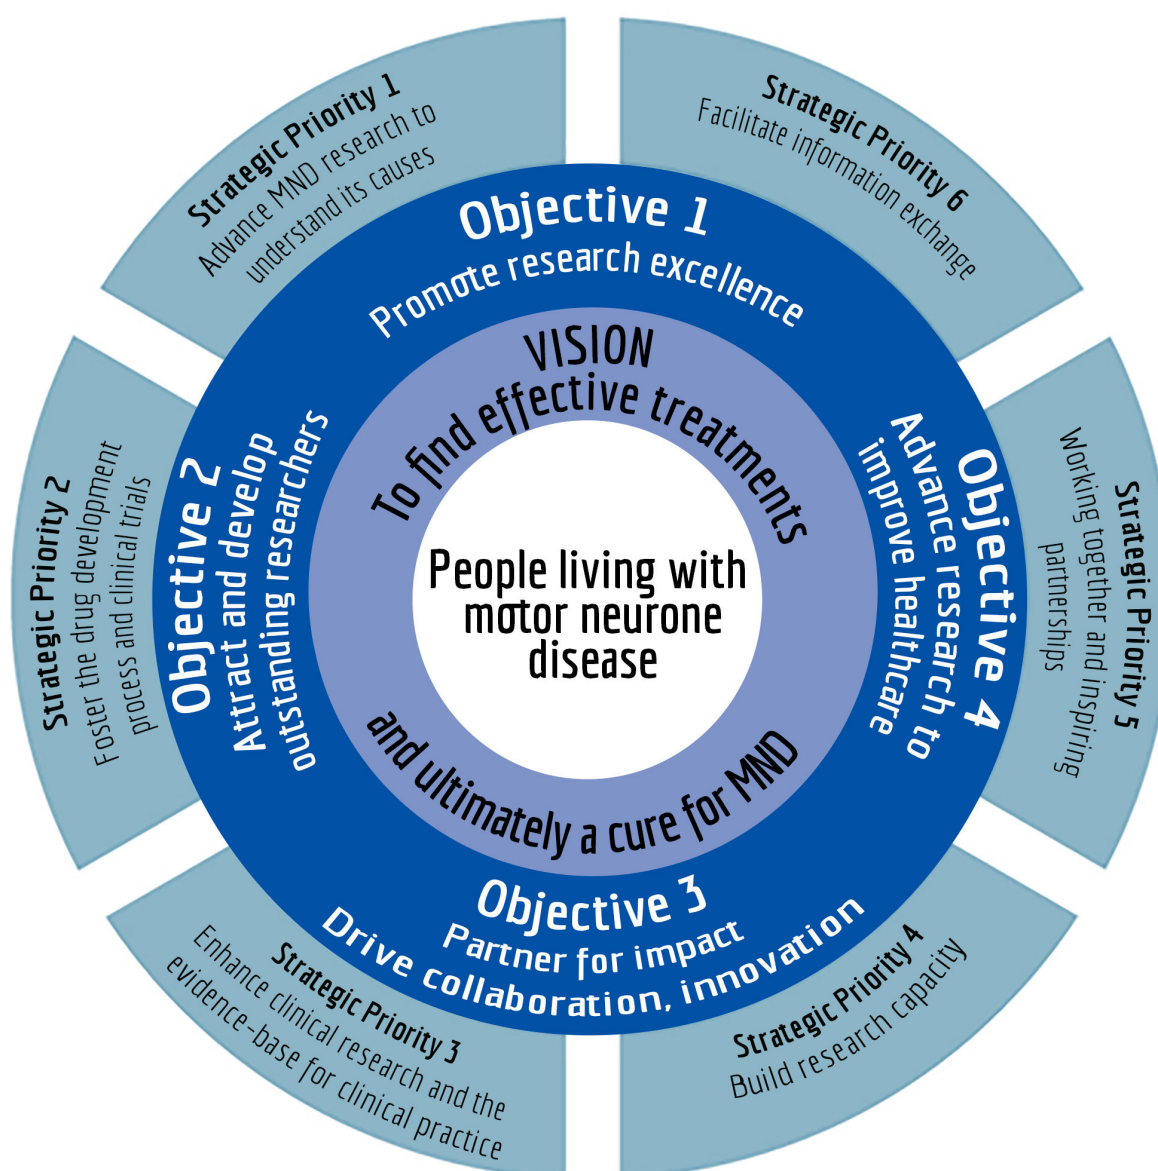 Strategic Priority 1
Advance MND research to
understand its causes
Strategic Priority 6
Facilitate information exchange
Objective 1
Promote research excellence
VISION
To find effective treatments
People living with
motor neurone
disease
and ultimately a cure for MND
Strategic Priority 2
Foster the drug development
process and clinical trials
Objective 2
Attract and develop
outstanding researchers
Objective 4
Advance research to
improve healthcare
Strategic Priority 5
Working together and inspiring
partnerships
Objective 3
Partner for impact
Drive collaboration, innovation
Strategic Priority 3
Enhance clinical research and the
evidence-base for clinical practice
Strategic Priority 4
Build research capacity